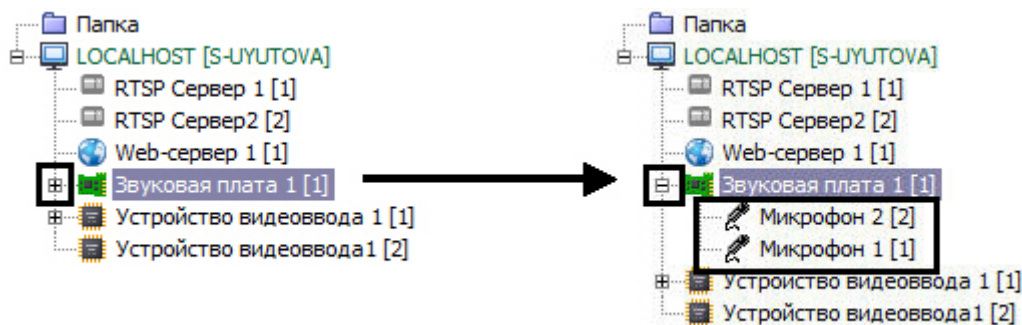 Папка
LOCALHOST [S-UYUTOVA]
RTSP Сервер 1 [1]
RTSP Сервер2 [2]
Web-сервер 1 [1]
Звуковая плата 1 [1]
Устройство видеоввода 1 [1]
Устройство видеоввода1 [2]
Папка
LOCALHOST [S-UYUTOVA]
RTSP Сервер 1 [1]
RTSP Сервер2 [2]
Web-сервер 1 [1]
Звуковая плата 1 [1]
Микрофон 2 [2]
Микрофон 1 [1]
Устройство видеоввода 1 [1]
Устройство видеоввода1 [2]